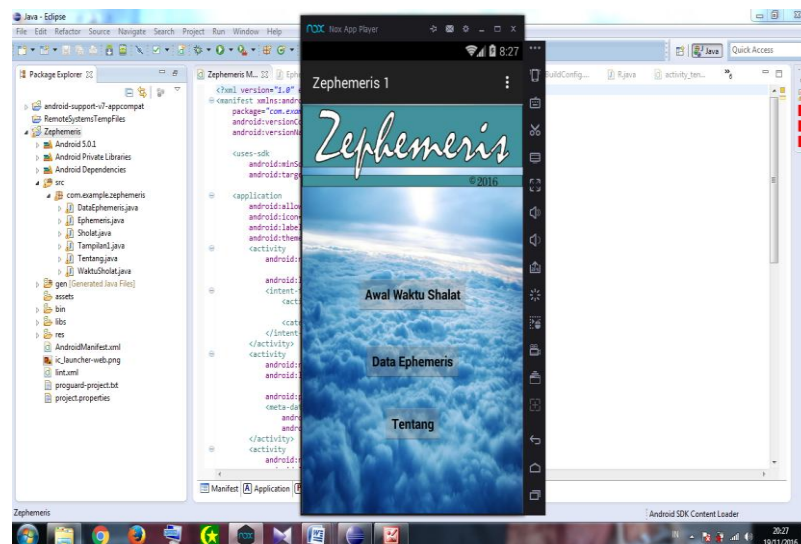 Java - Eclipse
File Edit Refactor Source Navigate Search Project Run Window Help
Java
Quick Access
Package Explorer
android-support-v7-appcompat
RemoteSystemsTempFiles
Zephemeris
Android 5.0.1
Android Private Libraries
Android Dependencies
src
com.example.zephemeris
DataEphemeris.java
Ephemeris.java
Sholat.java
Tampilan1.java
Tentang.java
WaktuSholat.java
gen [Generated Java Files]
assets
bin
libs
res
AndroidManifest.xml
ic_launcher-web.png
lint.xml
proguard-project.txt
project.properties
Zephemeris M...
BuildConfig...
R.java
activity_ten...
<?xml version="1.0"
<manifest xmlns:andro
package="com.exa
android:versionCo
android:versionNa
<uses-sdk
android:minS
android:targe
<application
android:allow
android:icon=
android:label
android:theme
<activity
android:n
android:l
<intent-
<acti
<cat
</intent-
</activity>
<activity
android:n
android:l
android:p
<meta-dat
andro
andro
</activity>
<activity
android:n
Manifest Application
nox Nox App Player
8:27
Zephemeris 1
Zephemeris
©2016
Awal Waktu Shalat
Data Ephemeris
Tentang
Zephemeris
Android SDK Content Loader
IN
20:27
19/11/2016